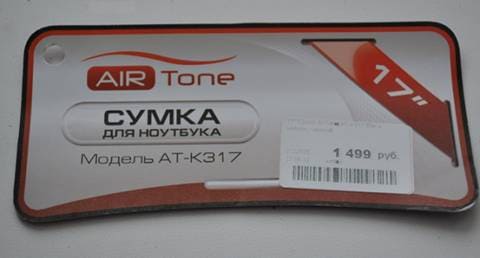 AIR Tone
17"
СУМКА
ДЛЯ НОУТБУКА
Модель AT-K317
1 499 руб.